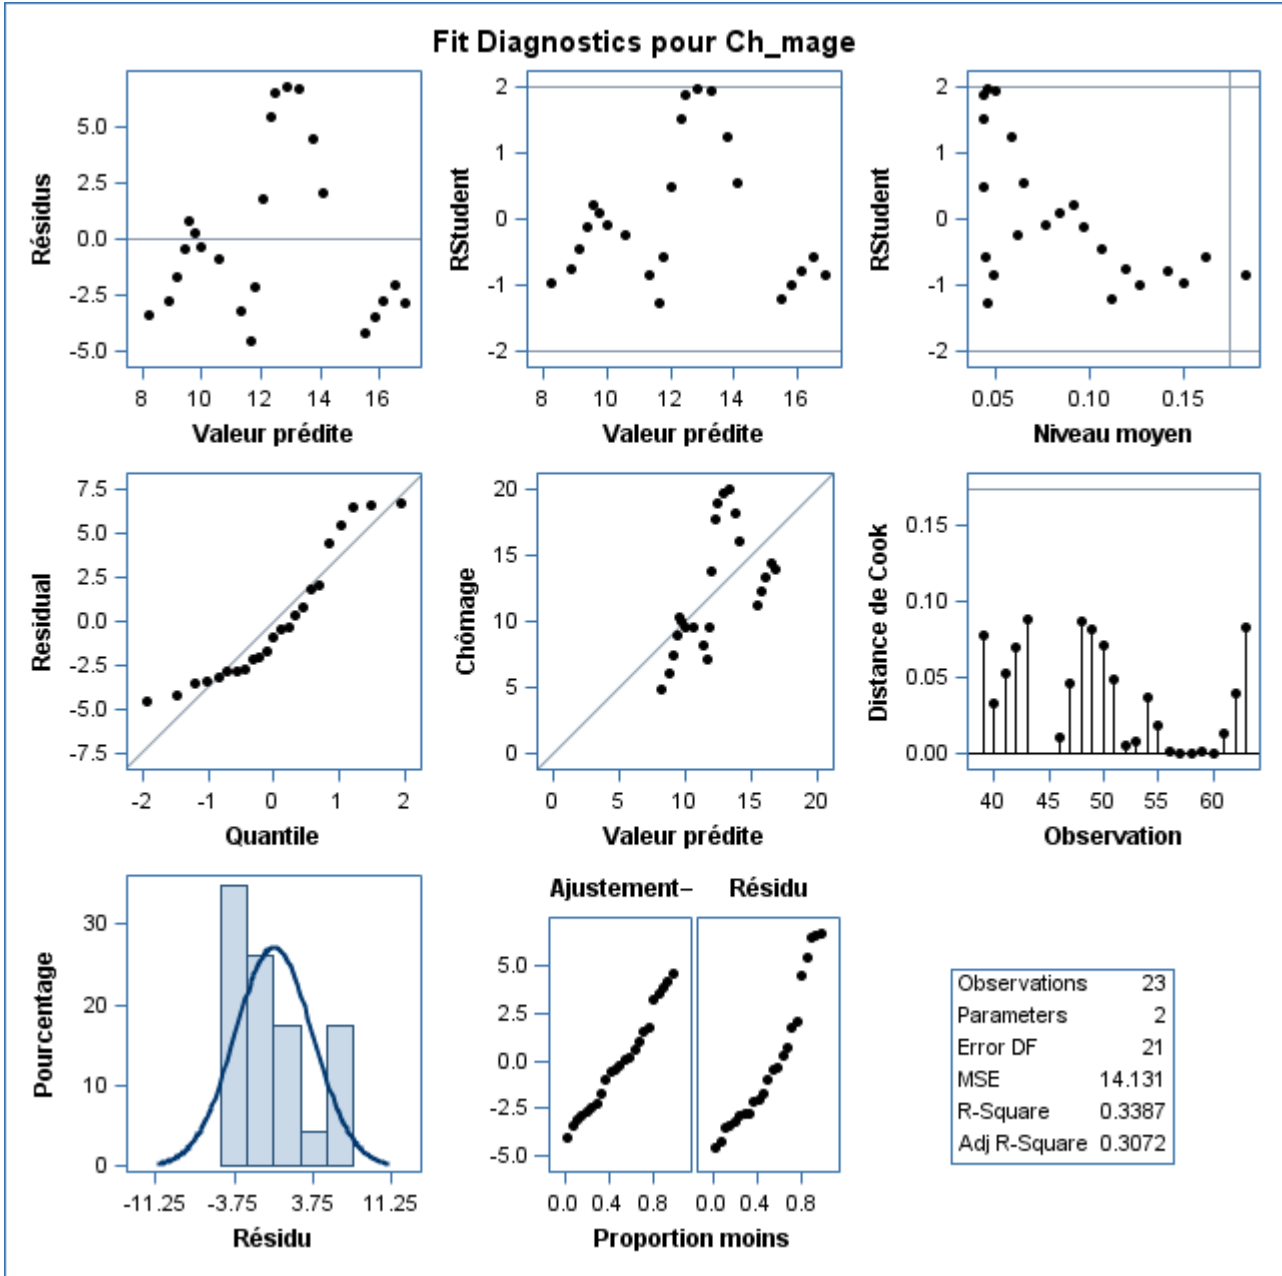 Fit Diagnostics pour Ch_mage
Résidus
5.0
2.5
0.0
-2.5
-5.0
8 10 12 14 16
Valeur prédite
RStudent
2
1
0
-1
-2
8 10 12 14 16
Valeur prédite
RStudent
2
1
0
-1
-2
0.05 0.10 0.15
Niveau moyen
Residual
7.5
5.0
2.5
0.0
-2.5
-5.0
-7.5
-2 -1 0 1 2
Quantile
Chômage
20
15
10
5
0
0 5 10 15 20
Valeur prédite
Distance de Cook
0.15
0.10
0.05
0.00
40 45 50 55 60
Observation
Pourcentage
30
20
10
0
-11.25 -3.75 3.75 11.25
Résidu
Ajustement– Résidu
5.0
2.5
0.0
-2.5
-5.0
0.0 0.4 0.8 0.0 0.4 0.8
Proportion moins
Observations 23
Parameters 2
Error DF 21
MSE 14.131
R-Square 0.3387
Adj R-Square 0.3072